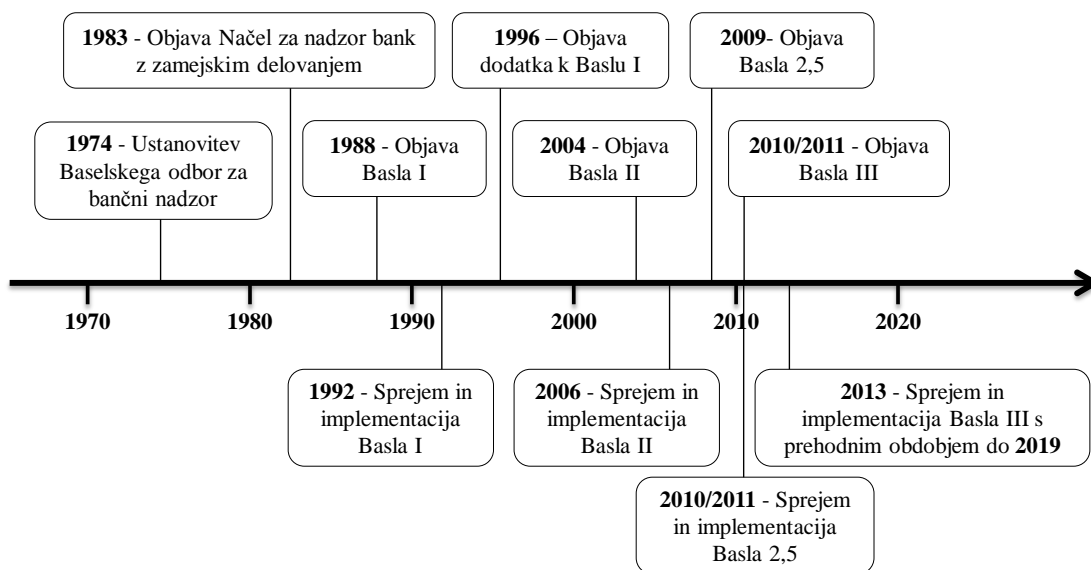 1983 - Objava Načel za nadzor bank
z zamejskim delovanjem
1996 – Objava
dodatka k Baslu I
2009- Objava
Basla 2,5
1974 - Ustanovitev
Baselskega odbor za
bančni nadzor
1988 - Objava
Basla I
2004 - Objava
Basla II
2010/2011 - Objava
Basla III
1970
1980
1990
2000
2010
2020
1992 - Sprejem in
implementacija
Basla I
2006 - Sprejem in
implementacija
Basla II
2013 - Sprejem in
implementacija Basla III s
prehodnim obdobjem do 2019
2010/2011 - Sprejem
in implementacija
Basla 2,5